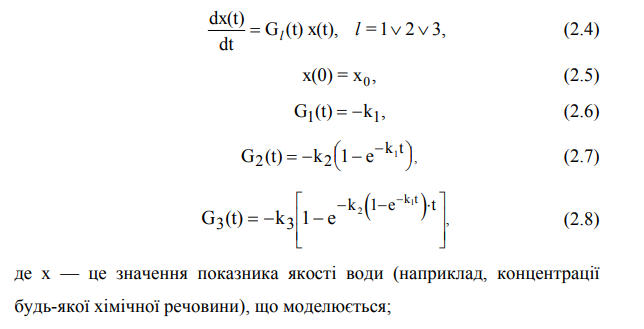 dx(t)/dt = G_l(t) x(t), l = 1 ∨ 2 ∨ 3, (2.4)
x(0) = x_0, (2.5)
G_1(t) = −k_1, (2.6)
G_2(t) = −k_2(1 − e^{−k_1t}), (2.7)
G_3(t) = −k_3[1 − e^{−k_2(1−e^{−k_1t})·t}], (2.8)
де x — це значення показника якості води (наприклад, концентрації
будь-якої хімічної речовини), що моделюється;